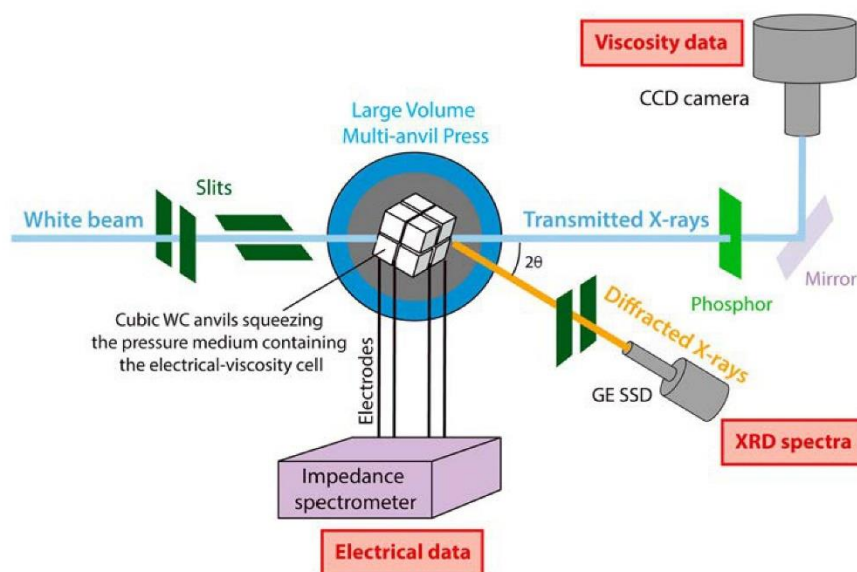 Viscosity data
CCD camera
Large Volume
Multi-anvil Press
Slits
White beam
Transmitted X-rays
2θ
Mirror
Phosphor
Diffracted X-rays
Cubic WC anvils squeezing
the pressure medium containing
the electrical-viscosity cell
Electrodes
GE SSD
XRD spectra
Impedance
spectrometer
Electrical data